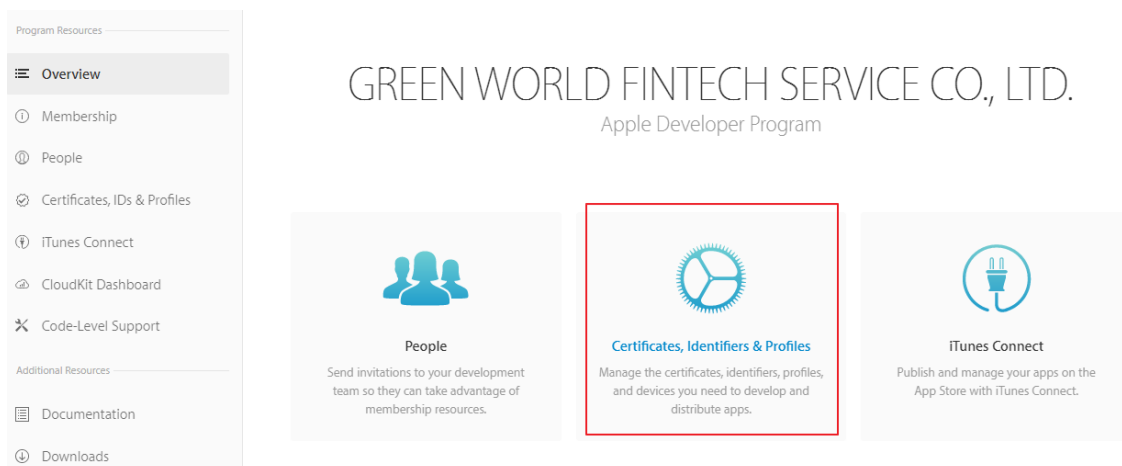 Program Resources
Overview
Membership
People
Certificates, IDs & Profiles
iTunes Connect
CloudKit Dashboard
Code-Level Support
Additional Resources
Documentation
Downloads
GREEN WORLD FINTECH SERVICE CO., LTD.
Apple Developer Program
People
Send invitations to your development
team so they can take advantage of
membership resources.
Certificates, Identifiers & Profiles
Manage the certificates, identifiers, profiles,
and devices you need to develop and
distribute apps.
iTunes Connect
Publish and manage your apps on the
App Store with iTunes Connect.